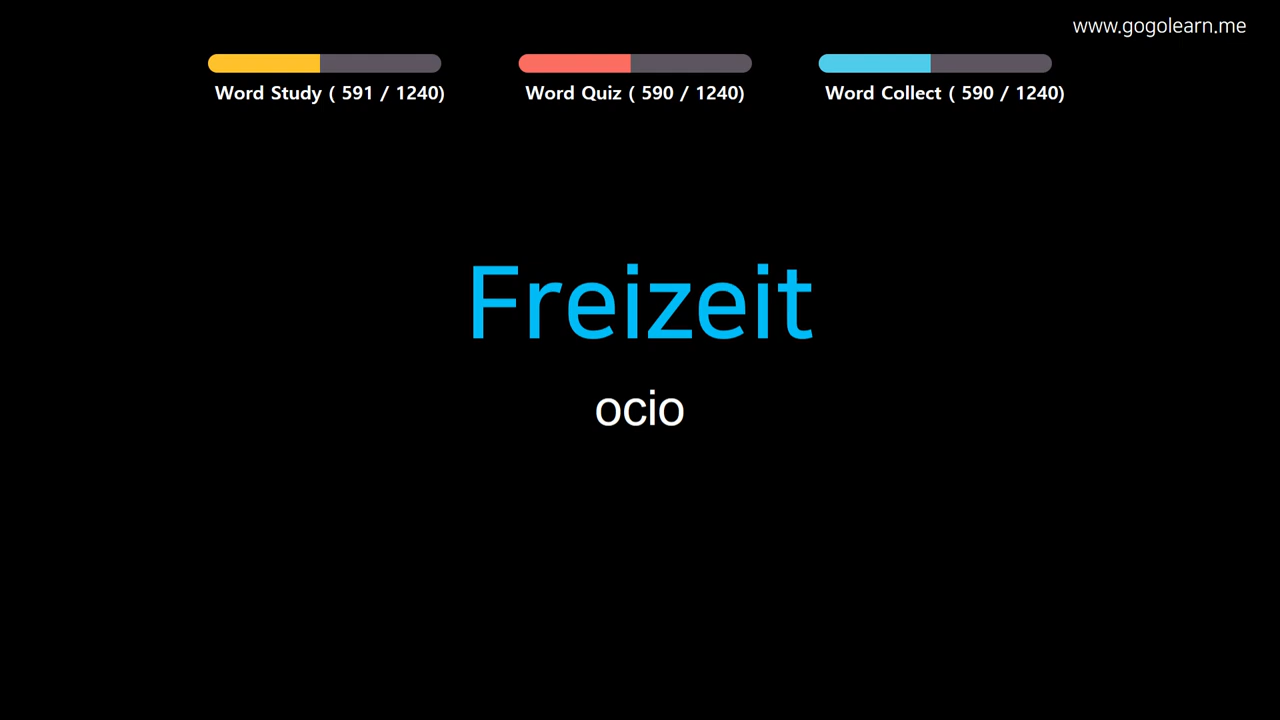 www.gogolearn.me
Word Study ( 591 / 1240)
Word Quiz ( 590 / 1240)
Word Collect ( 590 / 1240)
Freizeit
ocio